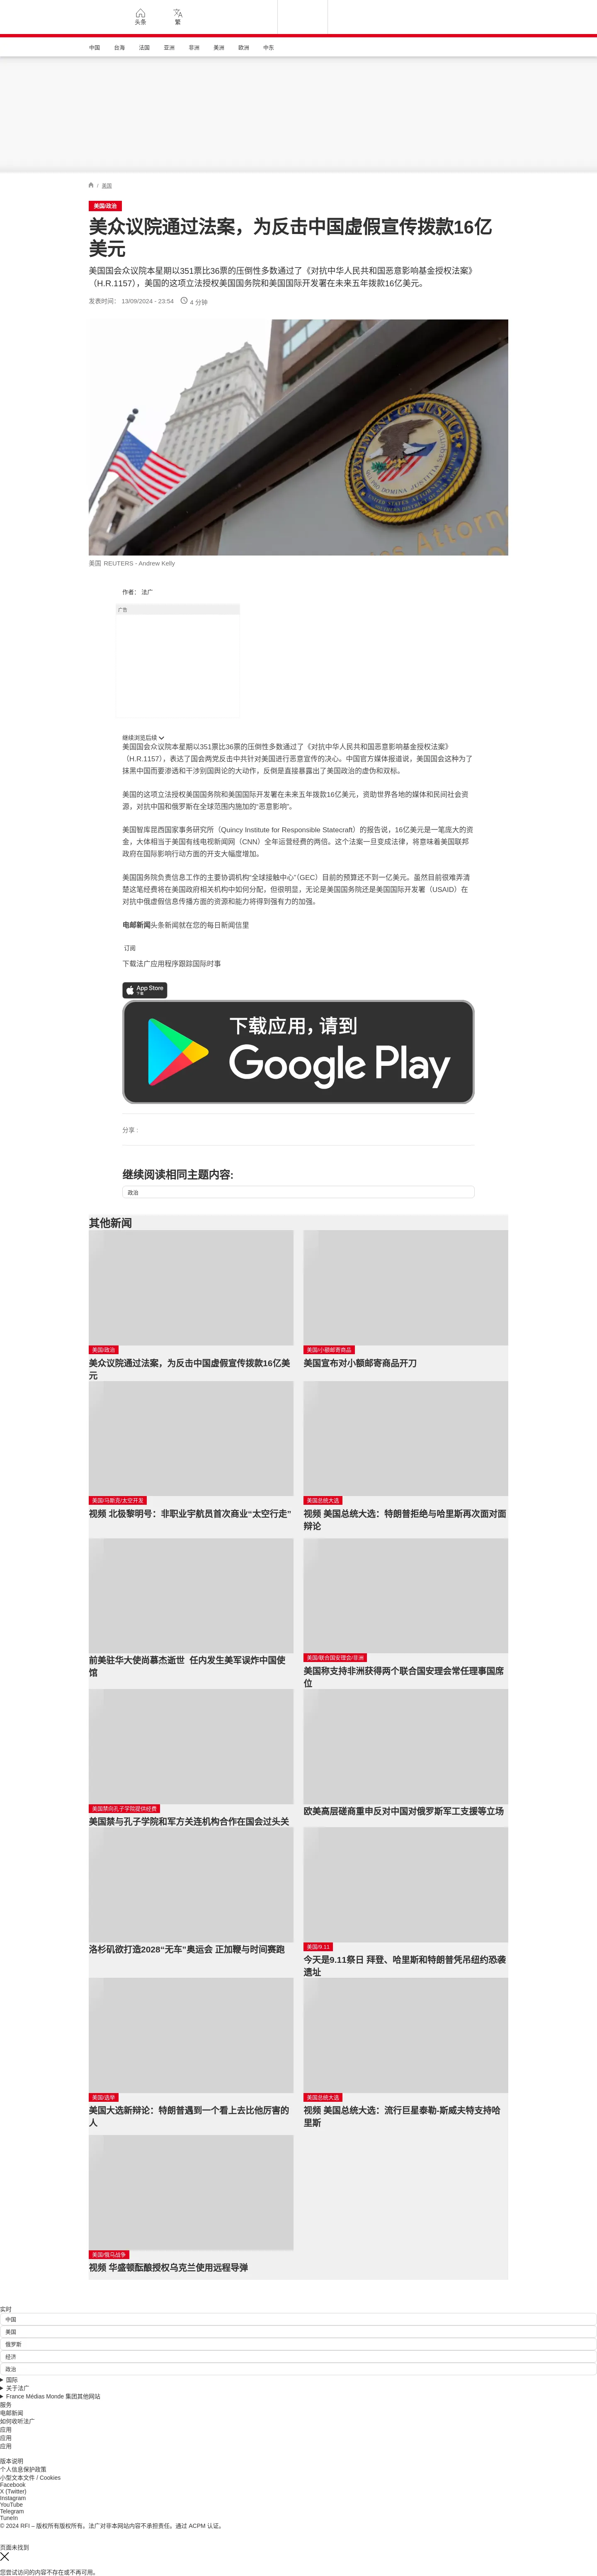 头条
繁
中国 台海 法国 亚洲 非洲 美洲 欧洲 中东
/ 美国
美国/政治
美众议院通过法案，为反击中国虚假宣传拨款16亿
美元
美国国会众议院本星期以351票比36票的压倒性多数通过了《对抗中华人民共和国恶意影响基金授权法案》
（H.R.1157），美国的这项立法授权美国国务院和美国国际开发署在未来五年拨款16亿美元。
发表时间： 13/09/2024 - 23:54 4 分钟
DEPARTMENT OF JUSTICE
QUI PRO DOMINA JUSTITIA SEQUITUR
Attorney
美国 REUTERS - Andrew Kelly
作者： 法广
广告
继续浏览后续
美国国会众议院本星期以351票比36票的压倒性多数通过了《对抗中华人民共和国恶意影响基金授权法案》
（H.R.1157），表达了国会两党反击中共针对美国进行恶意宣传的决心。中国官方媒体报道说，美国国会这种为了
抹黑中国而要渗透和干涉别国舆论的大动作，反倒是直接暴露出了美国政治的虚伪和双标。
美国的这项立法授权美国国务院和美国国际开发署在未来五年拨款16亿美元，资助世界各地的媒体和民间社会资
源，对抗中国和俄罗斯在全球范围内施加的“恶意影响”。
美国智库昆西国家事务研究所（Quincy Institute for Responsible Statecraft）的报告说，16亿美元是一笔庞大的资
金，大体相当于美国有线电视新闻网（CNN）全年运营经费的两倍。这个法案一旦变成法律，将意味着美国联邦
政府在国际影响行动方面的开支大幅度增加。
美国国务院负责信息工作的主要协调机构“全球接触中心”（GEC）目前的预算还不到一亿美元。虽然目前很难弄清
楚这笔经费将在美国政府相关机构中如何分配，但很明显，无论是美国国务院还是美国国际开发署（USAID）在
对抗中俄虚假信息传播方面的资源和能力将得到强有力的加强。
电邮新闻头条新闻就在您的每日新闻信里
订阅
下载法广应用程序跟踪国际时事
App Store
下载
下载应用，请到
Google Play
分享 :
继续阅读相同主题内容:
政治
其他新闻
美国/政治
美众议院通过法案，为反击中国虚假宣传拨款16亿美
元
美国/小额邮寄商品
美国宣布对小额邮寄商品开刀
美国/马斯克/太空开发
视频 北极黎明号：非职业宇航员首次商业“太空行走”
美国总统大选
视频 美国总统大选：特朗普拒绝与哈里斯再次面对面
辩论
前美驻华大使尚慕杰逝世 任内发生美军误炸中国使
馆
美国/联合国安理会/非洲
美国称支持非洲获得两个联合国安理会常任理事国席
位
美国禁向孔子学院提供经费
美国禁与孔子学院和军方关连机构合作在国会过头关
欧美高层磋商重申反对中国对俄罗斯军工支援等立场
洛杉矶欲打造2028“无车”奥运会 正加鞭与时间赛跑
美国/9.11
今天是9.11祭日 拜登、哈里斯和特朗普凭吊纽约恐袭
遗址
美国/选举
美国大选新辩论：特朗普遇到一个看上去比他厉害的
人
美国总统大选
视频 美国总统大选：流行巨星泰勒-斯威夫特支持哈
里斯
美国/俄乌战争
视频 华盛顿酝酿授权乌克兰使用远程导弹
实时
中国
美国
俄罗斯
经济
政治
国际
关于法广
France Médias Monde 集团其他网站
服务
电邮新闻
如何收听法广
应用
应用
应用
版本说明
个人信息保护政策
小型文本文件 / Cookies
Facebook
X (Twitter)
Instagram
YouTube
Telegram
TuneIn
© 2024 RFI – 版权所有版权所有。法广对非本网站内容不承担责任。通过 ACPM 认证。
页面未找到
您尝试访问的内容不存在或不再可用。